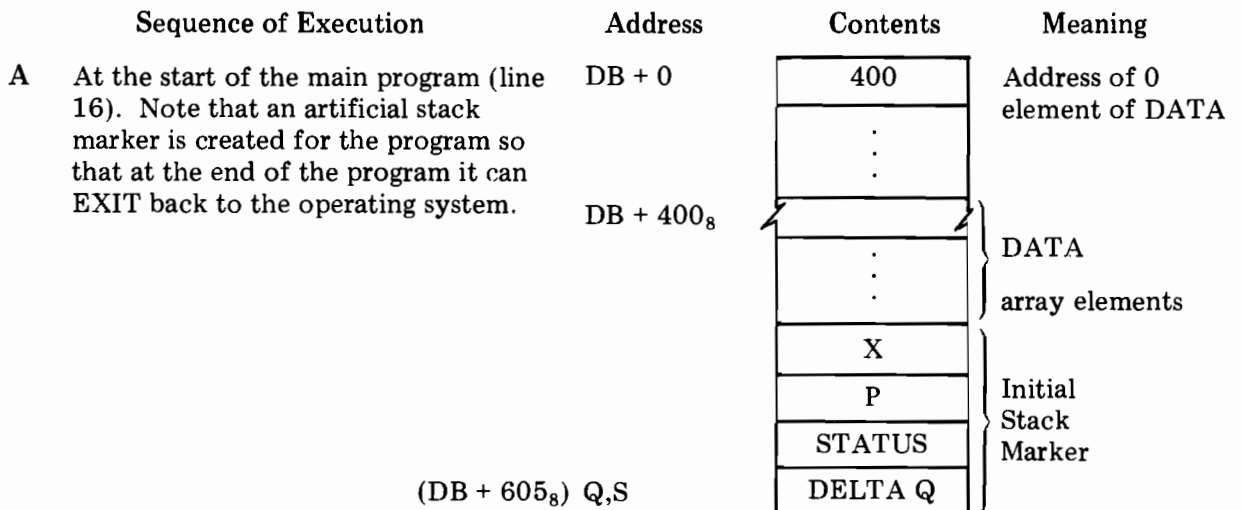 Sequence of Execution Address Contents Meaning
A At the start of the main program (line DB + 0 400 Address of 0
16). Note that an artificial stack element of DATA
marker is created for the program so
that at the end of the program it can
EXIT back to the operating system.
DB + 400₈
DATA
array elements
X
P Initial
Stack
STATUS Marker
(DB + 605₈) Q,S DELTA Q